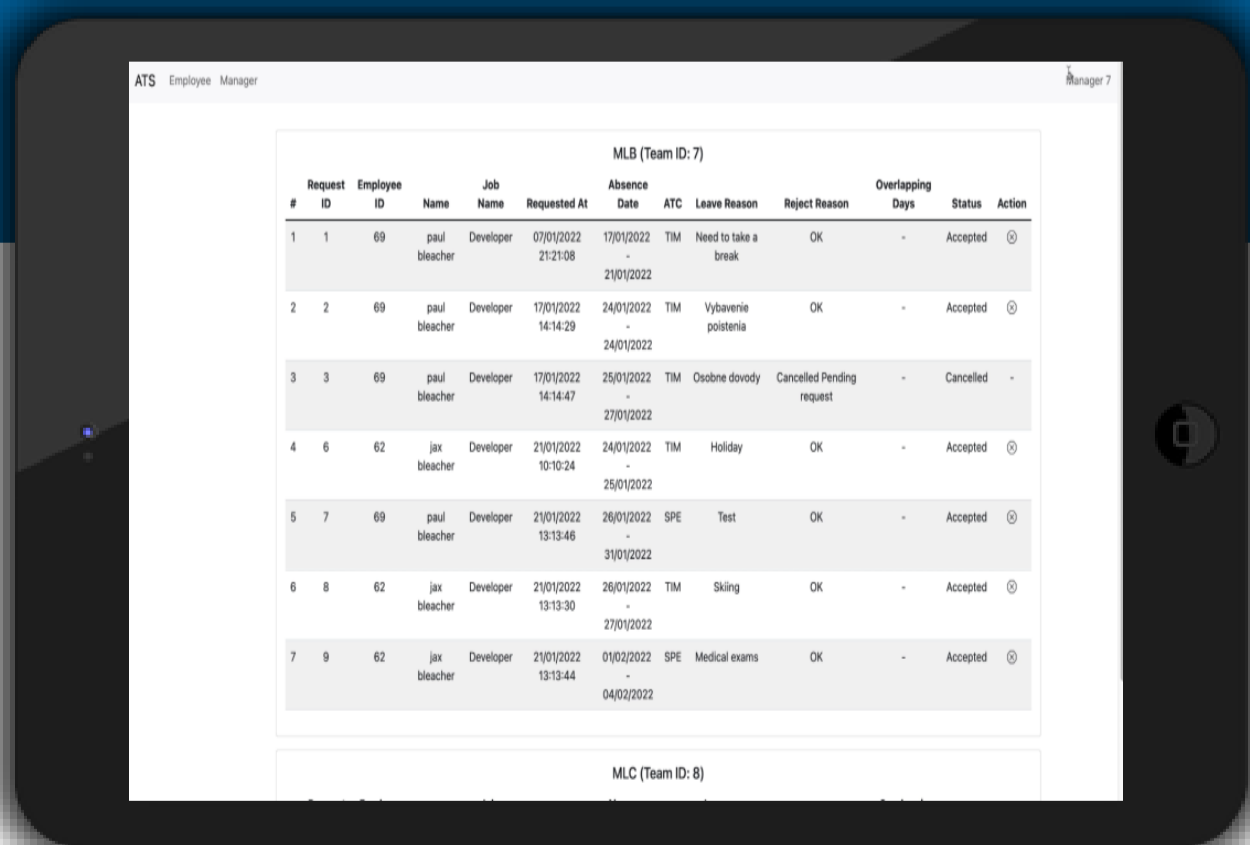 ATS Employee Manager Manager 7
MLB (Team ID: 7)
Request Employee Job Absence Overlapping
# ID ID Name Name Requested At Date ATC Leave Reason Reject Reason Days Status Action
1 1 69 paul Developer 07/01/2022 17/01/2022 TIM Need to take a OK - Accepted
bleacher 21:21:08 - break
21/01/2022
2 2 69 paul Developer 17/01/2022 24/01/2022 TIM Vybavenie OK - Accepted
bleacher 14:14:29 - poistenia
24/01/2022
3 3 69 paul Developer 17/01/2022 25/01/2022 TIM Osobne dovody Cancelled Pending - Cancelled -
bleacher 14:14:47 - request
27/01/2022
4 6 62 jax Developer 21/01/2022 24/01/2022 TIM Holiday OK - Accepted
bleacher 10:10:24 -
25/01/2022
5 7 69 paul Developer 21/01/2022 26/01/2022 SPE Test OK - Accepted
bleacher 13:13:46 -
31/01/2022
6 8 62 jax Developer 21/01/2022 26/01/2022 TIM Skiing OK - Accepted
bleacher 13:13:30 -
27/01/2022
7 9 62 jax Developer 21/01/2022 01/02/2022 SPE Medical exams OK - Accepted
bleacher 13:13:44 -
04/02/2022
MLC (Team ID: 8)